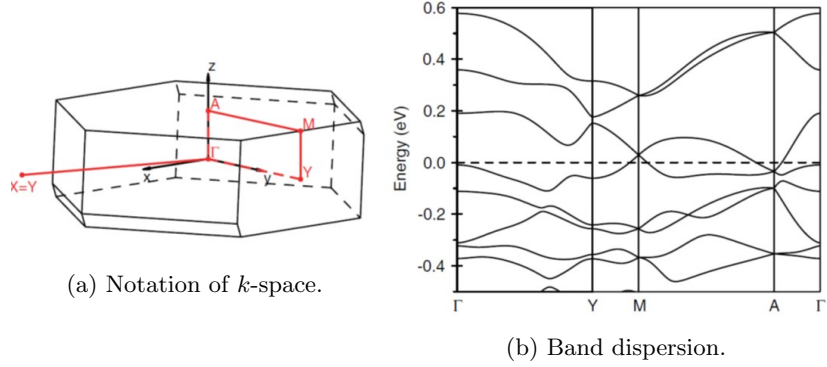 z
A
M
Γ
Y
x
y
X=Y
(a) Notation of k-space.
0.6
0.4
0.2
0.0
-0.2
-0.4
Energy (eV)
Γ Y M A Γ
(b) Band dispersion.